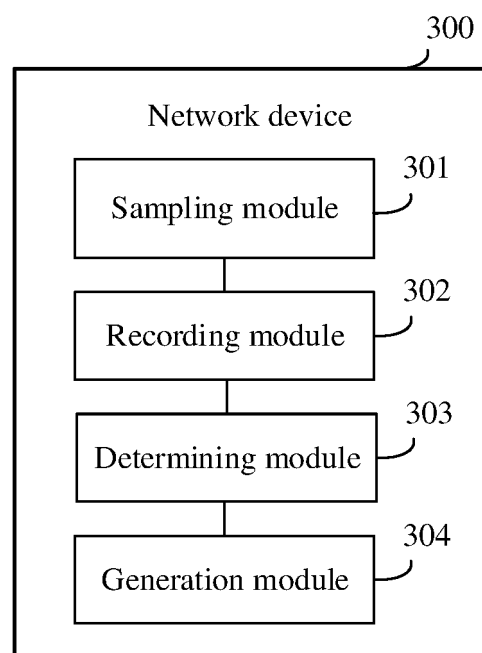 300
Network device
301
Sampling module
302
Recording module
303
Determining module
304
Generation module